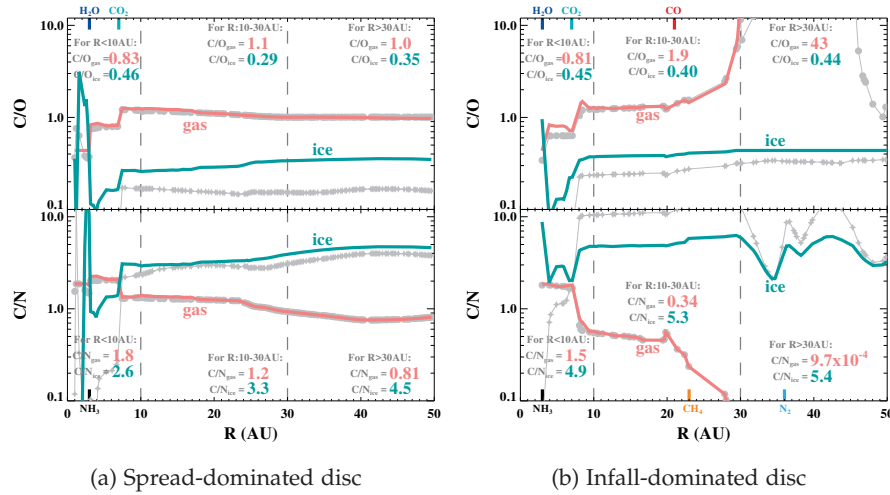 H₂O CO₂
For R<10AU:
C/Ogas=0.83
C/Oice=0.46
For R:10-30AU:
C/Ogas = 1.1
C/Oice = 0.29
For R>30AU:
C/Ogas = 1.0
C/Oice = 0.35
gas
ice
C/O
10.0
1.0
0.1
ice
gas
C/N
10.0
1.0
0.1
For R<10AU:
C/Ngas = 1.8
C/Nice = 2.6
For R:10-30AU:
C/Ngas = 1.2
C/Nice = 3.3
For R>30AU:
C/Ngas = 0.81
C/Nice = 4.5
NH₃
0 10 20 30 40 50
R (AU)
(a) Spread-dominated disc
H₂O CO₂ CO
For R<10AU:
C/Ogas=0.81
C/Oice=0.45
For R:10-30AU:
C/Ogas = 1.9
C/Oice = 0.40
For R>30AU:
C/Ogas = 43
C/Oice = 0.44
gas
ice
C/O
10.0
1.0
0.1
ice
gas
C/N
10.0
1.0
0.1
For R<10AU:
C/Ngas = 1.5
C/Nice = 4.9
For R:10-30AU:
C/Ngas = 0.34
C/Nice = 5.3
For R>30AU:
C/Ngas = 9.7x10⁻⁴
C/Nice = 5.4
NH₃ CH₄ N₂
0 10 20 30 40 50
R (AU)
(b) Infall-dominated disc